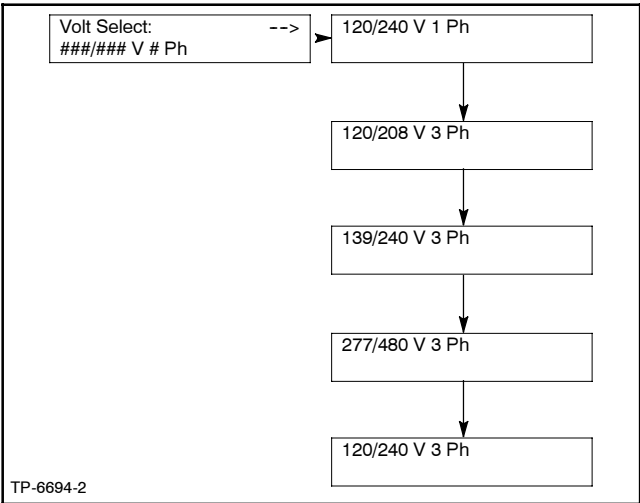 Volt Select: -->
###/### V # Ph
120/240 V 1 Ph
120/208 V 3 Ph
139/240 V 3 Ph
277/480 V 3 Ph
120/240 V 3 Ph
TP-6694-2